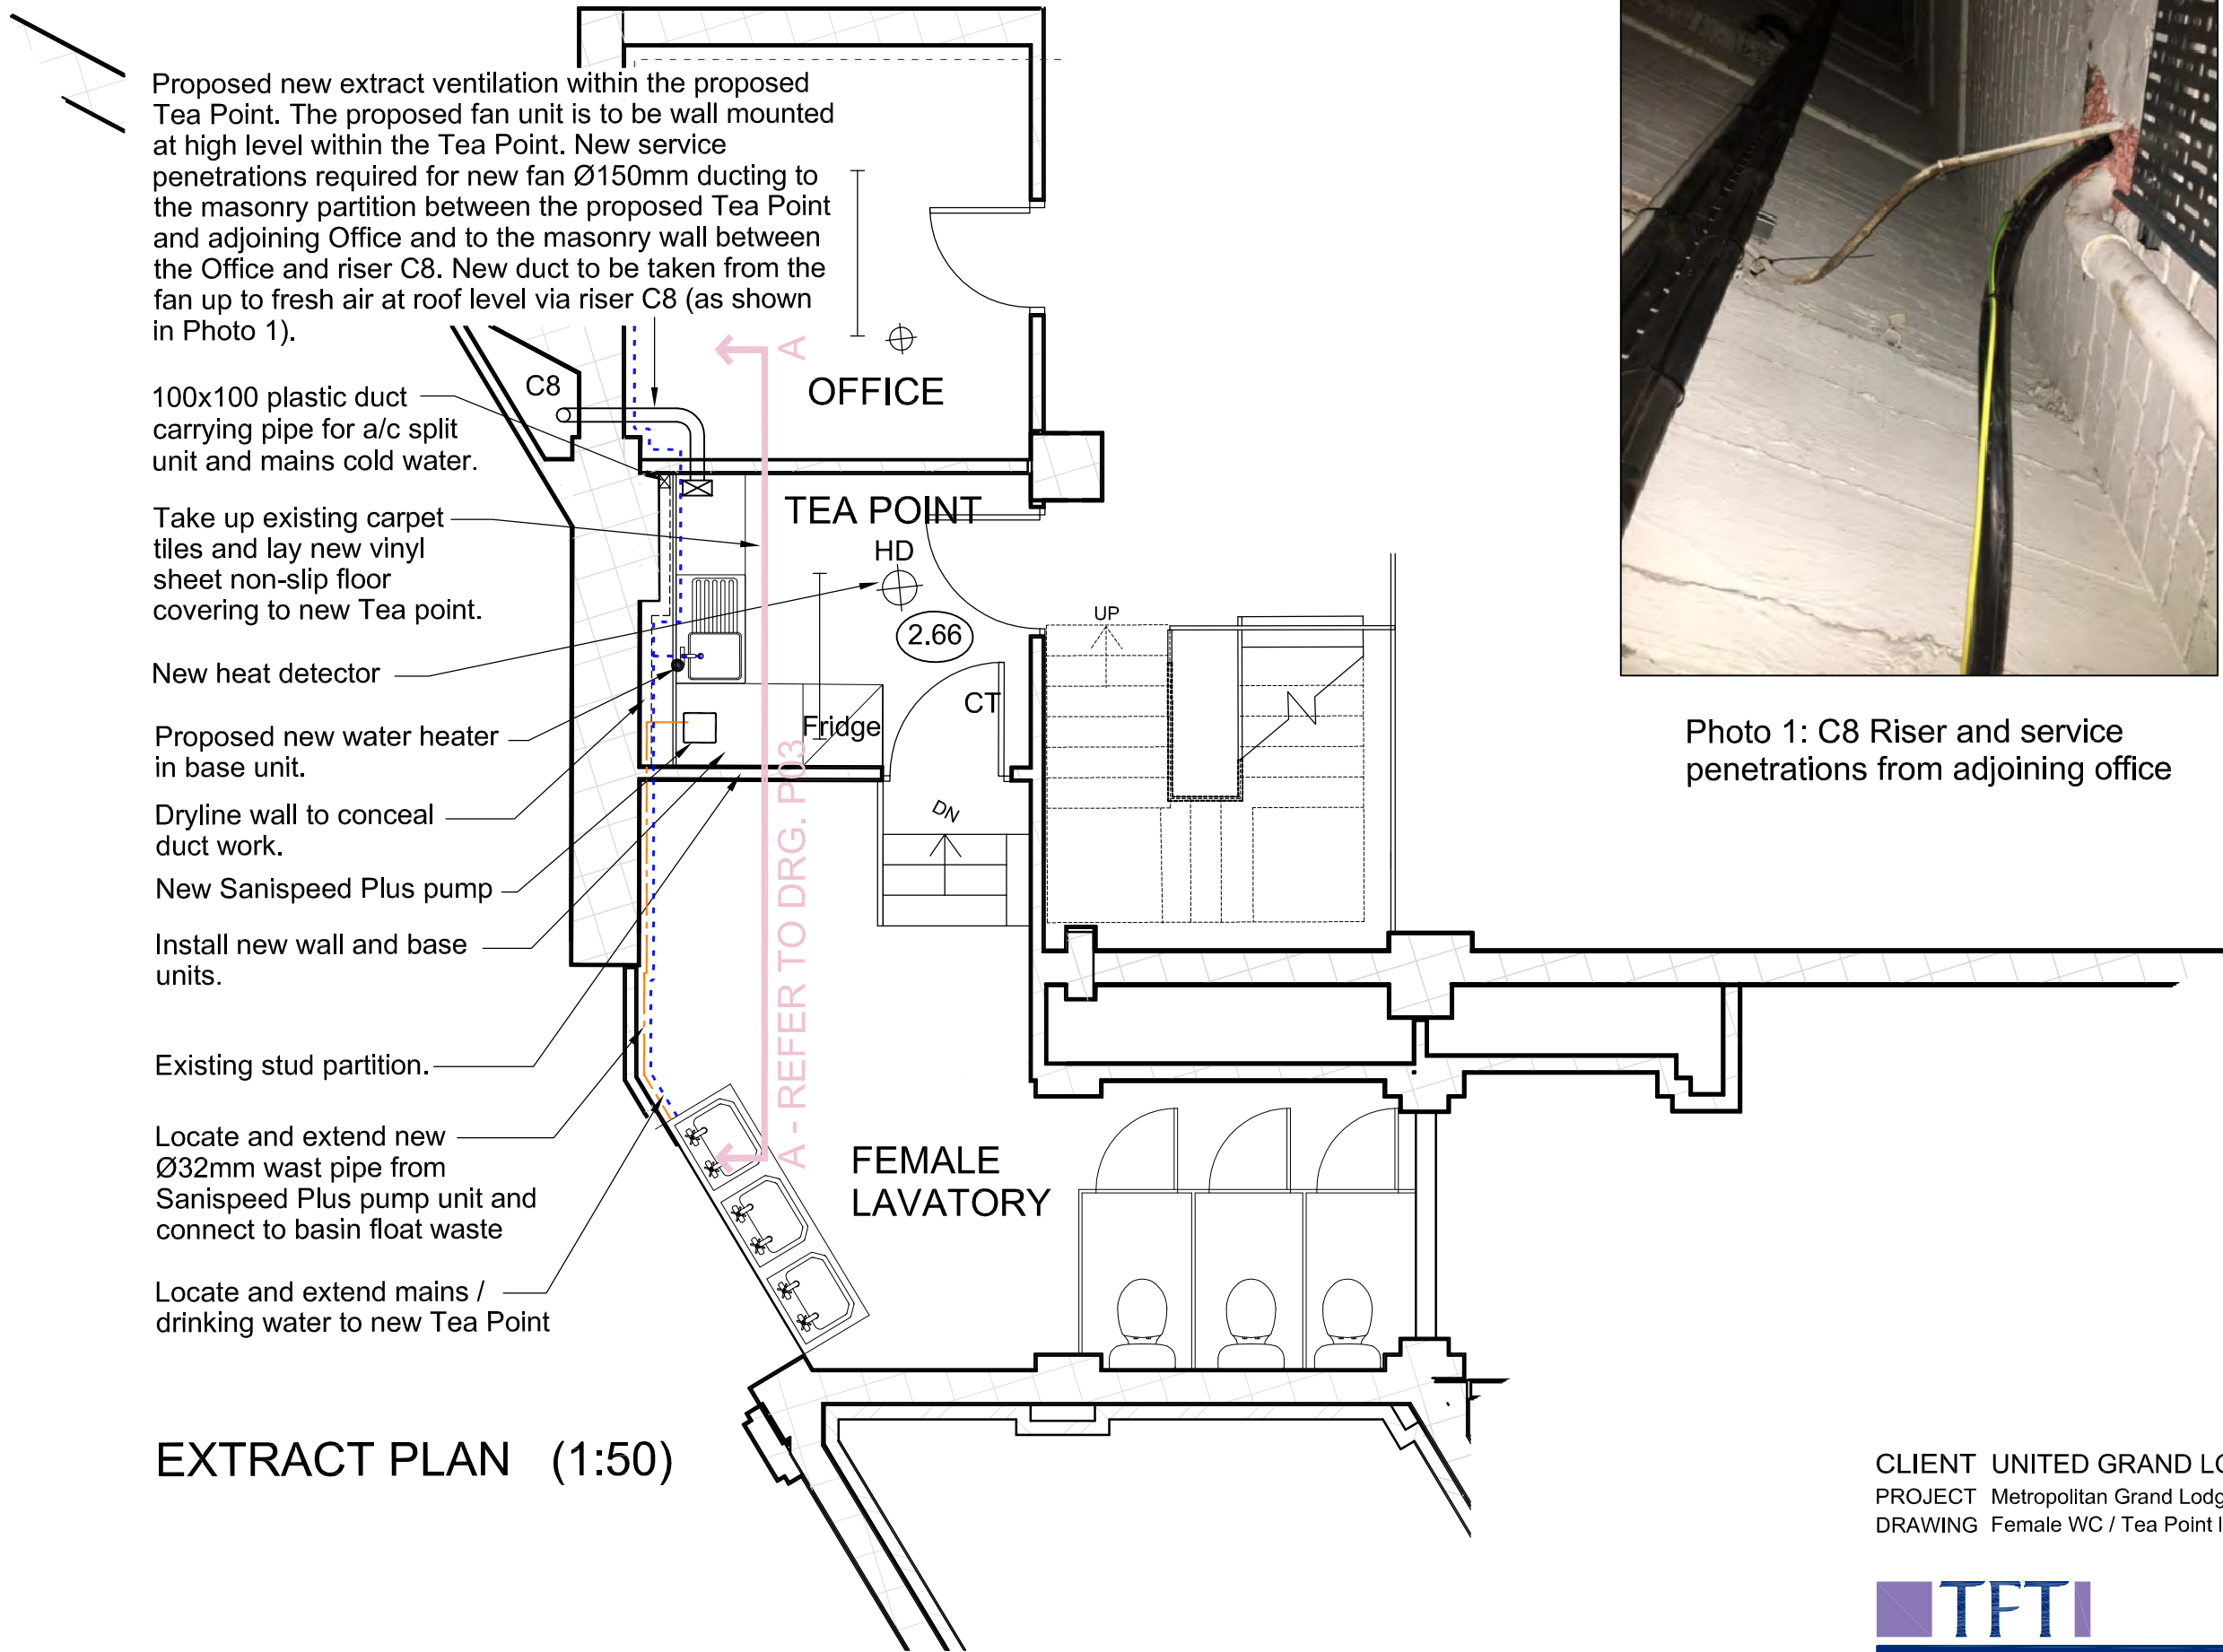 Proposed new extract ventilation within the proposed
Tea Point. The proposed fan unit is to be wall mounted
at high level within the Tea Point. New service
penetrations required for new fan Ø150mm ducting to
the masonry partition between the proposed Tea Point
and adjoining Office and to the masonry wall between
the Office and riser C8. New duct to be taken from the
fan up to fresh air at roof level via riser C8 (as shown
in Photo 1).
100x100 plastic duct
carrying pipe for a/c split
unit and mains cold water.
Take up existing carpet
tiles and lay new vinyl
sheet non-slip floor
covering to new Tea point.
New heat detector
Proposed new water heater
in base unit.
Dryline wall to conceal
duct work.
New Sanispeed Plus pump
Install new wall and base
units.
Existing stud partition.
Locate and extend new
Ø32mm wast pipe from
Sanispeed Plus pump unit and
connect to basin float waste
Locate and extend mains /
drinking water to new Tea Point
EXTRACT PLAN (1:50)
C8
A
OFFICE
TEA POINT
HD
2.66
UP
CT
Fridge
DN
A - REFER TO DRG. P03
FEMALE
LAVATORY
Photo 1: C8 Riser and service
penetrations from adjoining office
CLIENT UNITED GRAND LO
PROJECT Metropolitan Grand Lodg
DRAWING Female WC / Tea Point
TFT